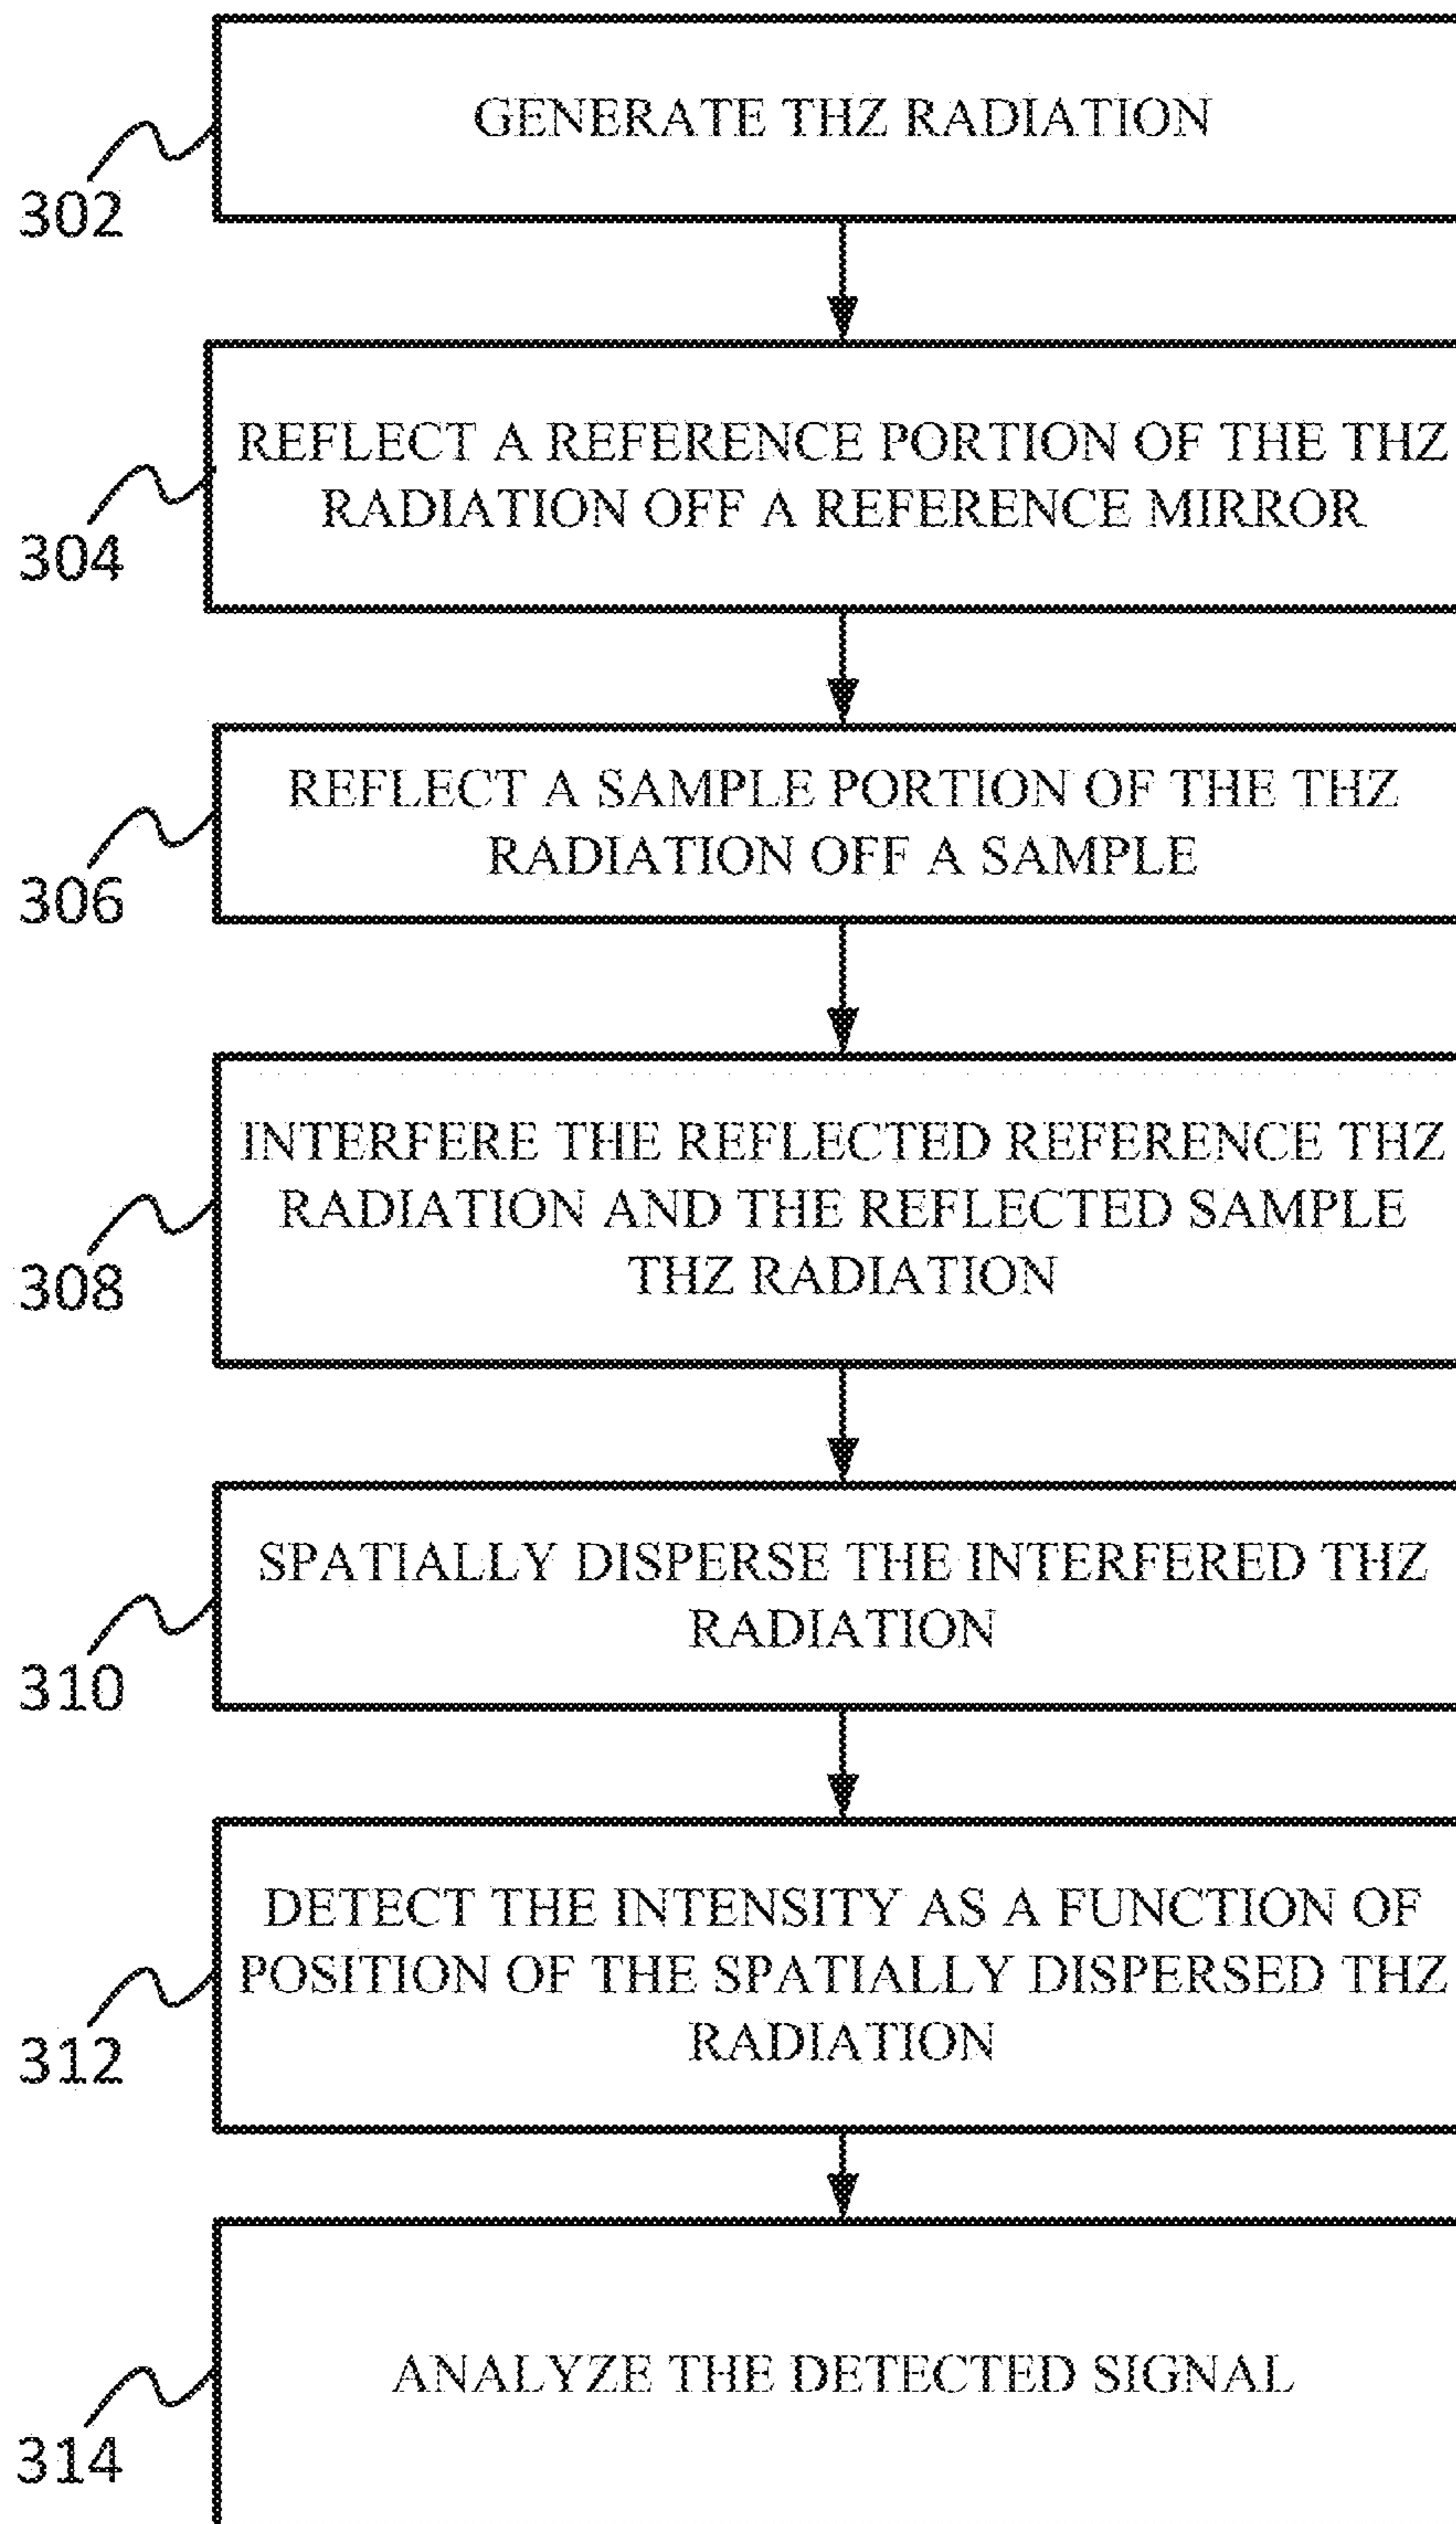 GENERATE THZ RADIATION
302
REFLECT A REFERENCE PORTION OF THE THZ
RADIATION OFF A REFERENCE MIRROR
304
REFLECT A SAMPLE PORTION OF THE THZ
RADIATION OFF A SAMPLE
306
INTERFERE THE REFLECTED REFERENCE THZ
RADIATION AND THE REFLECTED SAMPLE
THZ RADIATION
308
SPATIALLY DISPERSE THE INTERFERED THZ
RADIATION
310
DETECT THE INTENSITY AS A FUNCTION OF
POSITION OF THE SPATIALLY DISPERSED THZ
RADIATION
312
ANALYZE THE DETECTED SIGNAL
314